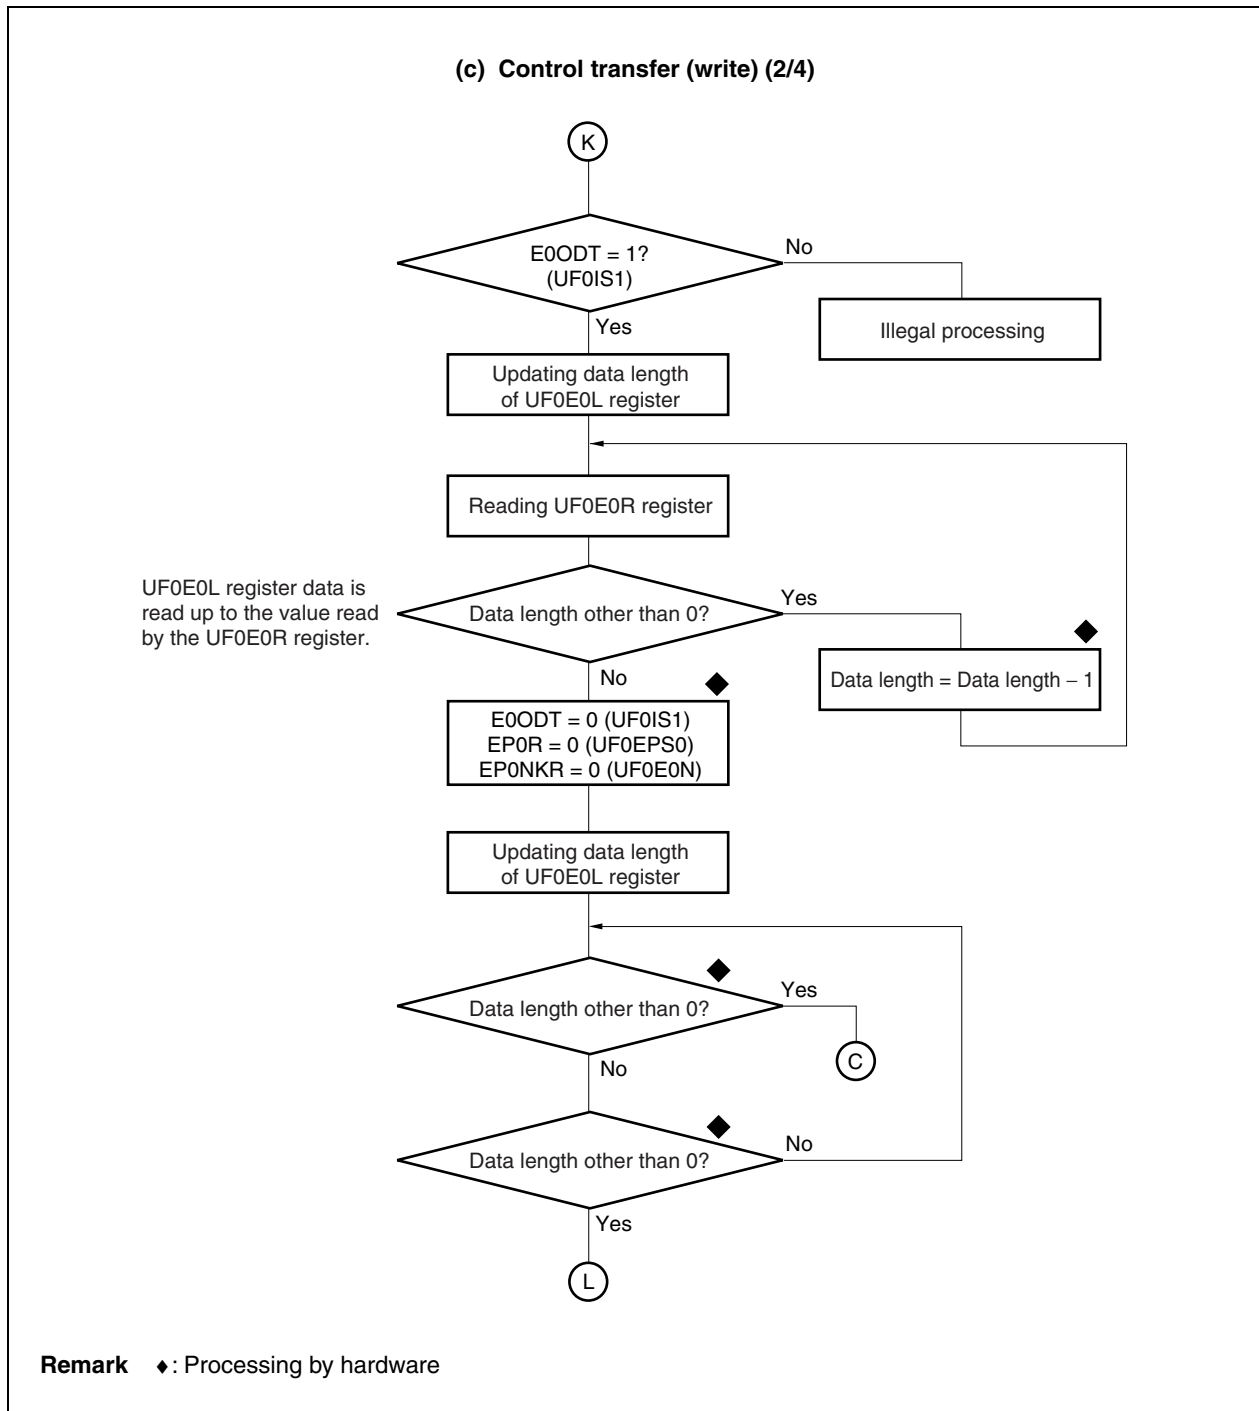 (c) Control transfer (write) (2/4)
K
E0ODT = 1?
(UF0IS1)
No
Illegal processing
Yes
Updating data length
of UF0E0L register
Reading UF0E0R register
UF0E0L register data is
read up to the value read
by the UF0E0R register.
Data length other than 0?
Yes
Data length = Data length − 1
No
E0ODT = 0 (UF0IS1)
EP0R = 0 (UF0EPS0)
EP0NKR = 0 (UF0E0N)
Updating data length
of UF0E0L register
Data length other than 0?
Yes
C
No
Data length other than 0?
No
Yes
L
Remark ♦: Processing by hardware